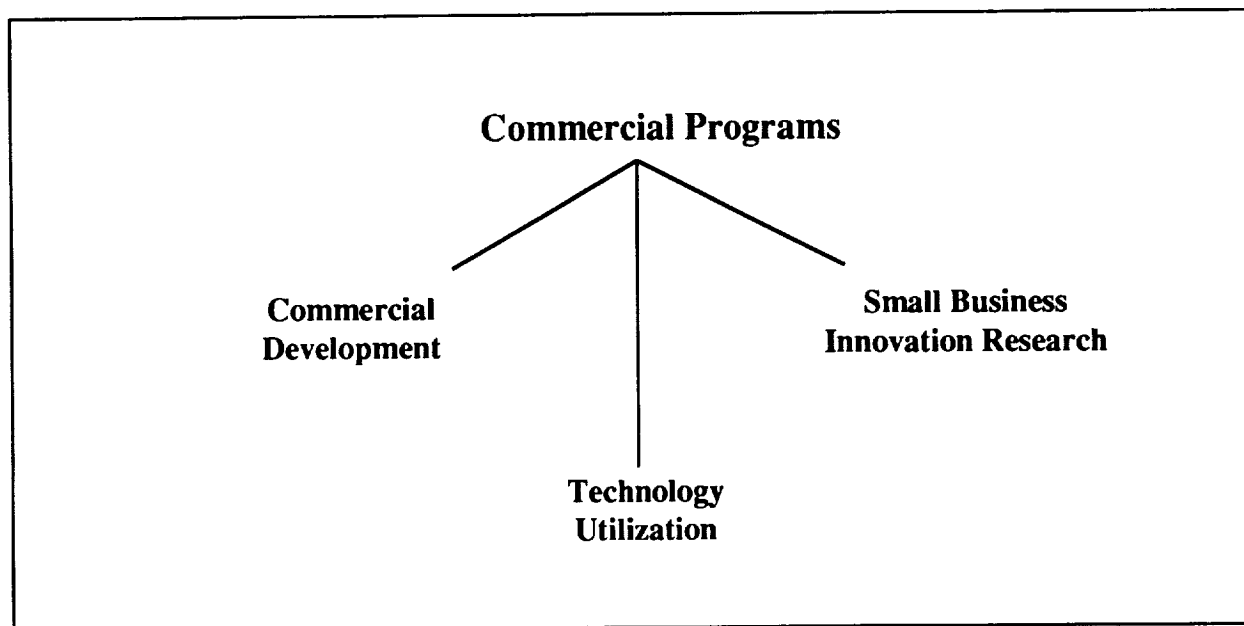 Commercial Programs
Commercial
Development
Small Business
Innovation Research
Technology
Utilization